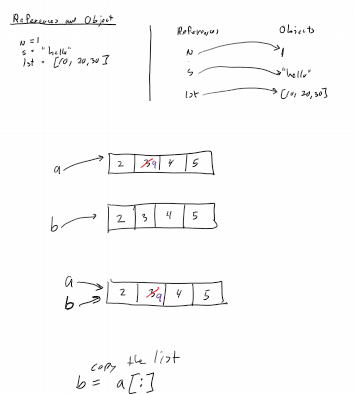 References and Object
N = 1
s = "hello"
lst = [10, 20, 30]
References Objects
N 1
s "hello"
lst [10, 20, 30]
a 2 3 9 4 5
b 2 3 4 5
a
b 2 3 9 4 5
copy the list
b = a[:]